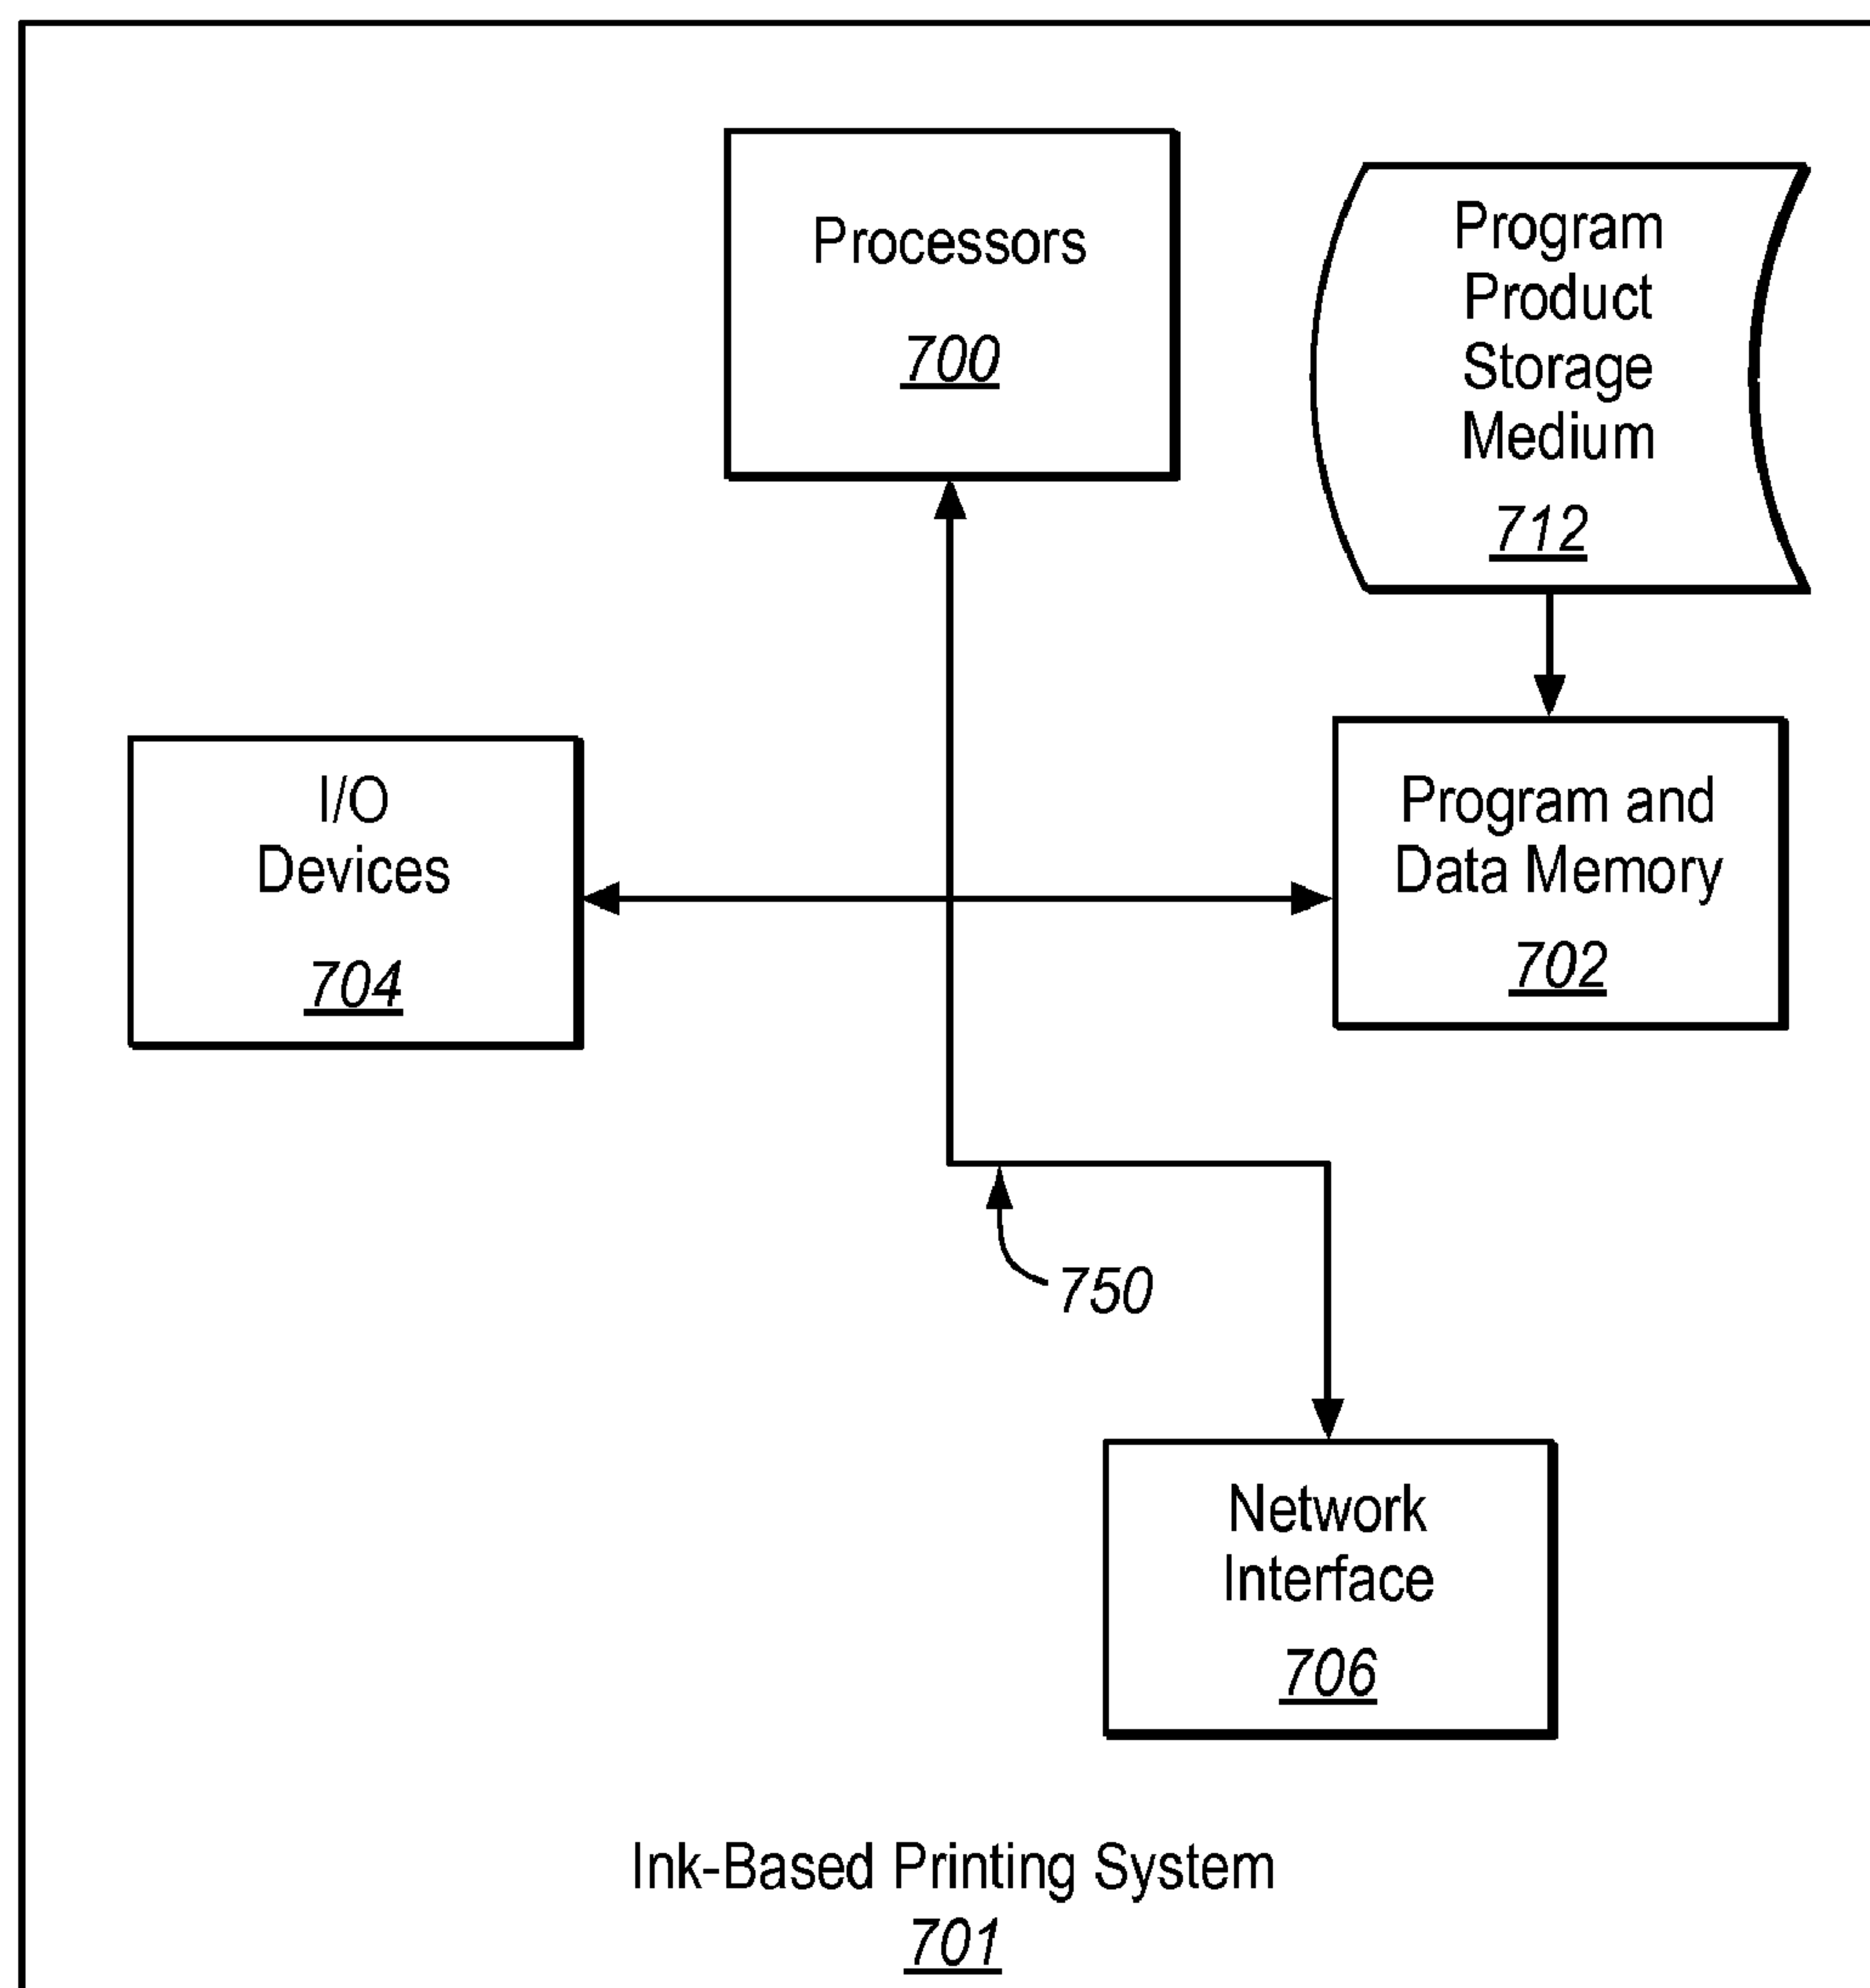 Processors
700
Program
Product
Storage
Medium
712
I/O
Devices
704
Program and
Data Memory
702
750
Network
Interface
706
Ink-Based Printing System
701